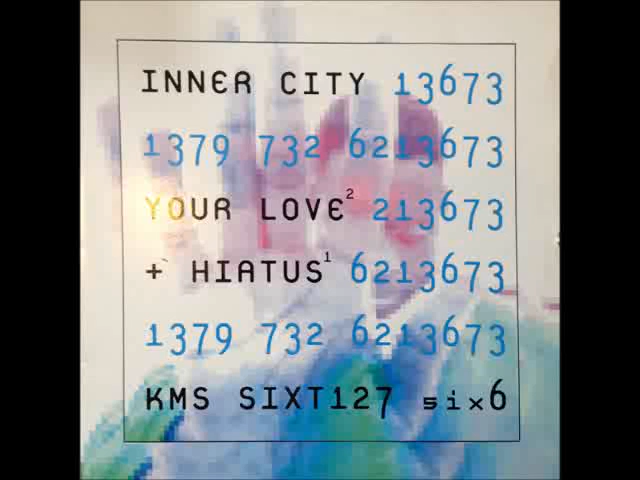 INNER CITY 13673
1379 732 6213673
YOUR LOVE² 213673
+ HIATUS¹ 6213673
1379 732 6213673
KMS SIXT127 six6